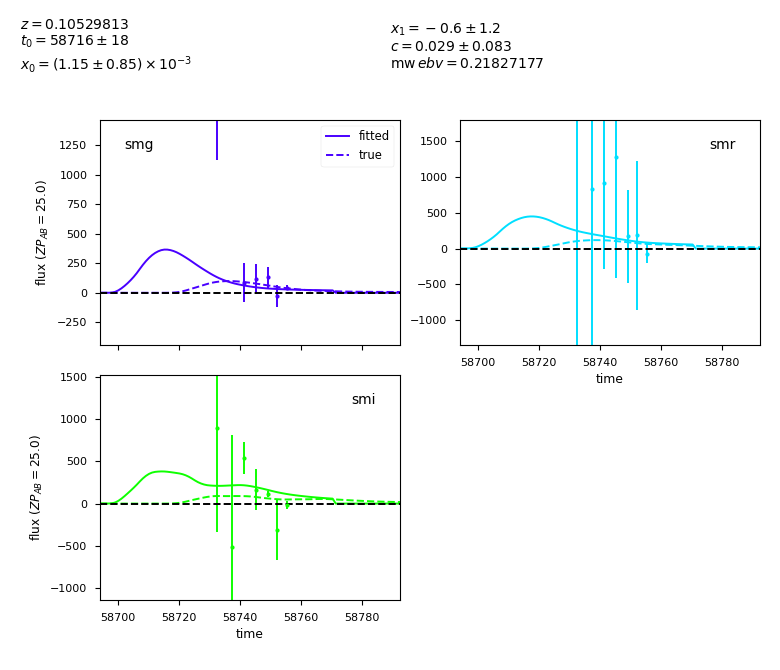 z = 0.10529813
t₀ = 58716 ± 18
x₀ = (1.15 ± 0.85) × 10⁻³
x₁ = − 0.6 ± 1.2
c = 0.029 ± 0.083
mw ebv = 0.21827177
smg
fitted
true
1250
1000
750
500
250
0
−250
flux (ZP_AB = 25.0)
smr
1500
1000
500
0
−500
−1000
58700 58720 58740 58760 58780
time
smi
1500
1000
500
0
−500
−1000
flux (ZP_AB = 25.0)
58700 58720 58740 58760 58780
time